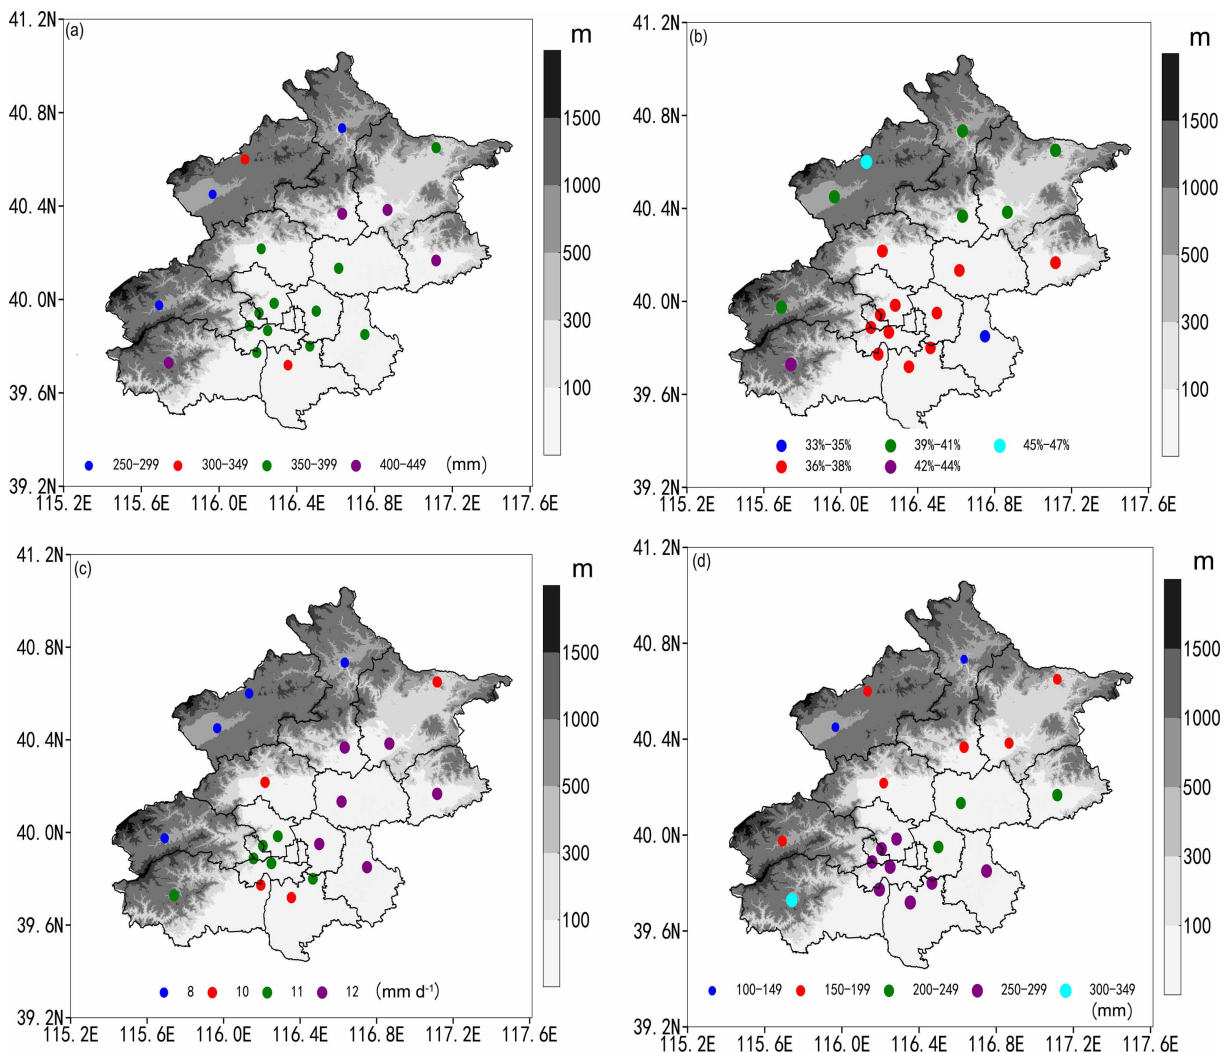 (a)
m
41. 2N
40. 8N
40. 4N
40. 0N
39. 6N
39. 2N
1500
1000
500
300
100
250-299 300-349 350-399 400-449 (mm)
115. 2E 115. 6E 116. 0E 116. 4E 116. 8E 117. 2E 117. 6E
(b)
m
41. 2N
40. 8N
40. 4N
40. 0N
39. 6N
39. 2N
1500
1000
500
300
100
33%-35% 39%-41% 45%-47%
36%-38% 42%-44%
115. 2E 115. 6E 116. 0E 116. 4E 116. 8E 117. 2E 117. 6E
(c)
m
41. 2N
40. 8N
40. 4N
40. 0N
39. 6N
39. 2N
1500
1000
500
300
100
8 10 11 12 (mm d⁻¹)
115. 2E 115. 6E 116. 0E 116. 4E 116. 8E 117. 2E 117. 6E
(d)
m
41. 2N
40. 8N
40. 4N
40. 0N
39. 6N
39. 2N
1500
1000
500
300
100
100-149 150-199 200-249 250-299 300-349
(mm)
115. 2E 115. 6E 116. 0E 116. 4E 116. 8E 117. 2E 117. 6E